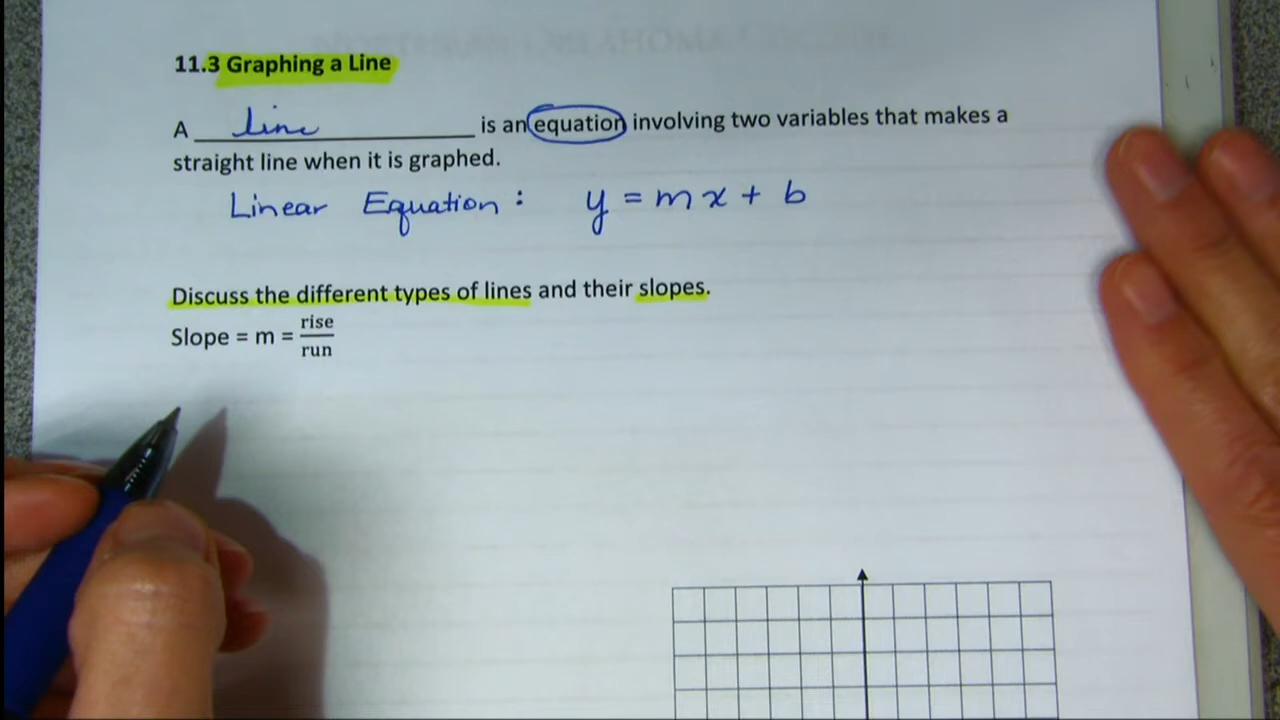 11.3 Graphing a Line
A line is an equation involving two variables that makes a
straight line when it is graphed.
Linear Equation : y = mx + b
Discuss the different types of lines and their slopes.
Slope = m = rise
run